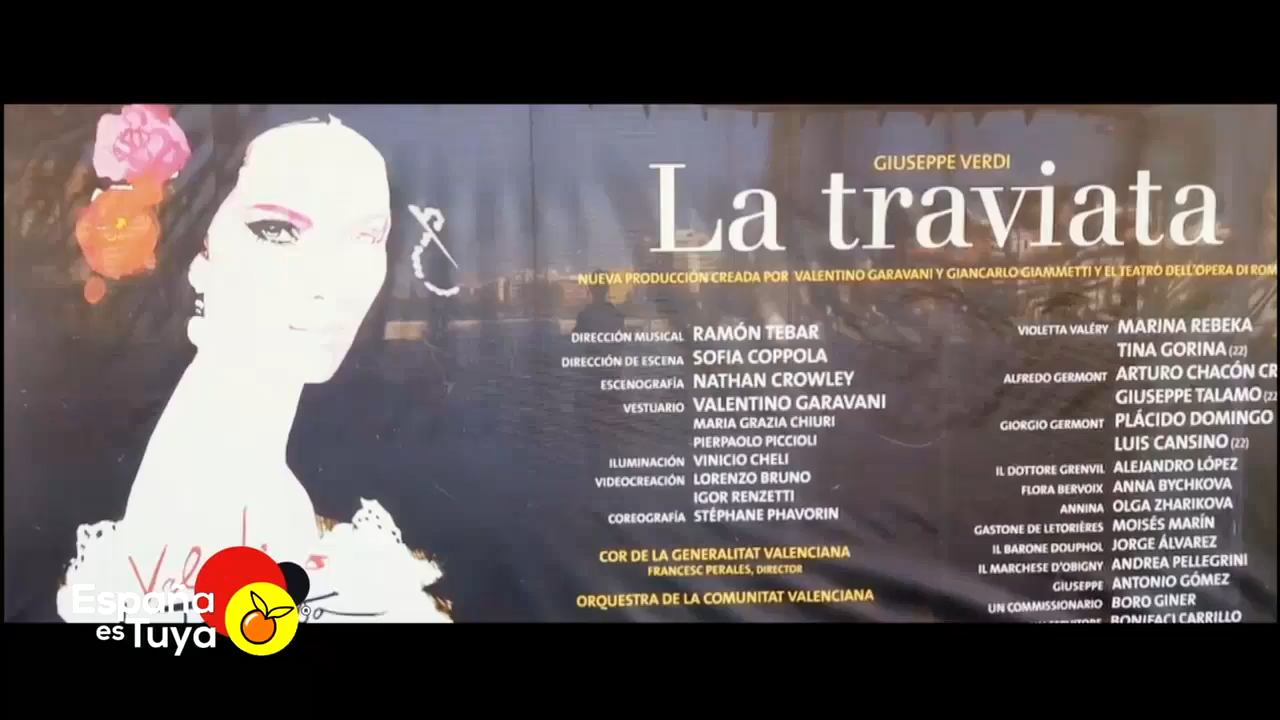 GIUSEPPE VERDI
La traviata
NUEVA PRODUCCIÓN CREADA POR VALENTINO GARAVANI Y GIANCARLO GIAMMETTI Y EL TEATRO DELL'OPERA DI ROM
DIRECCIÓN MUSICAL RAMÓN TEBAR
DIRECCIÓN DE ESCENA SOFIA COPPOLA
ESCENOGRAFÍA NATHAN CROWLEY
VESTUARIO VALENTINO GARAVANI
MARIA GRAZIA CHIURI
PIERPAOLO PICCIOLI
ILUMINACIÓN VINICIO CHELI
VIDEOCREACIÓN LORENZO BRUNO
IGOR RENZETTI
COREOGRAFÍA STÉPHANE PHAVORIN
COR DE LA GENERALITAT VALENCIANA
FRANCESC PERALES, DIRECTOR
ORQUESTRA DE LA COMUNITAT VALENCIANA
VIOLETTA VALÉRY MARINA REBEKA
TINA GORINA (22)
ALFREDO GERMONT ARTURO CHACÓN CR
GIUSEPPE TALAMO (22
GIORGIO GERMONT PLÁCIDO DOMINGO
LUIS CANSINO (22)
IL DOTTORE GRENVIL ALEJANDRO LÓPEZ
FLORA BERVOIX ANNA BYCHKOVA
ANNINA OLGA ZHARIKOVA
GASTONE DE LETORIÈRES MOISÉS MARÍN
IL BARONE DOUPHOL JORGE ÁLVAREZ
IL MARCHESE D'OBIGNY ANDREA PELLEGRINI
GIUSEPPE ANTONIO GÓMEZ
UN COMMISSIONARIO BORO GINER
BONIFACI CARRILLO
España
es Tuya